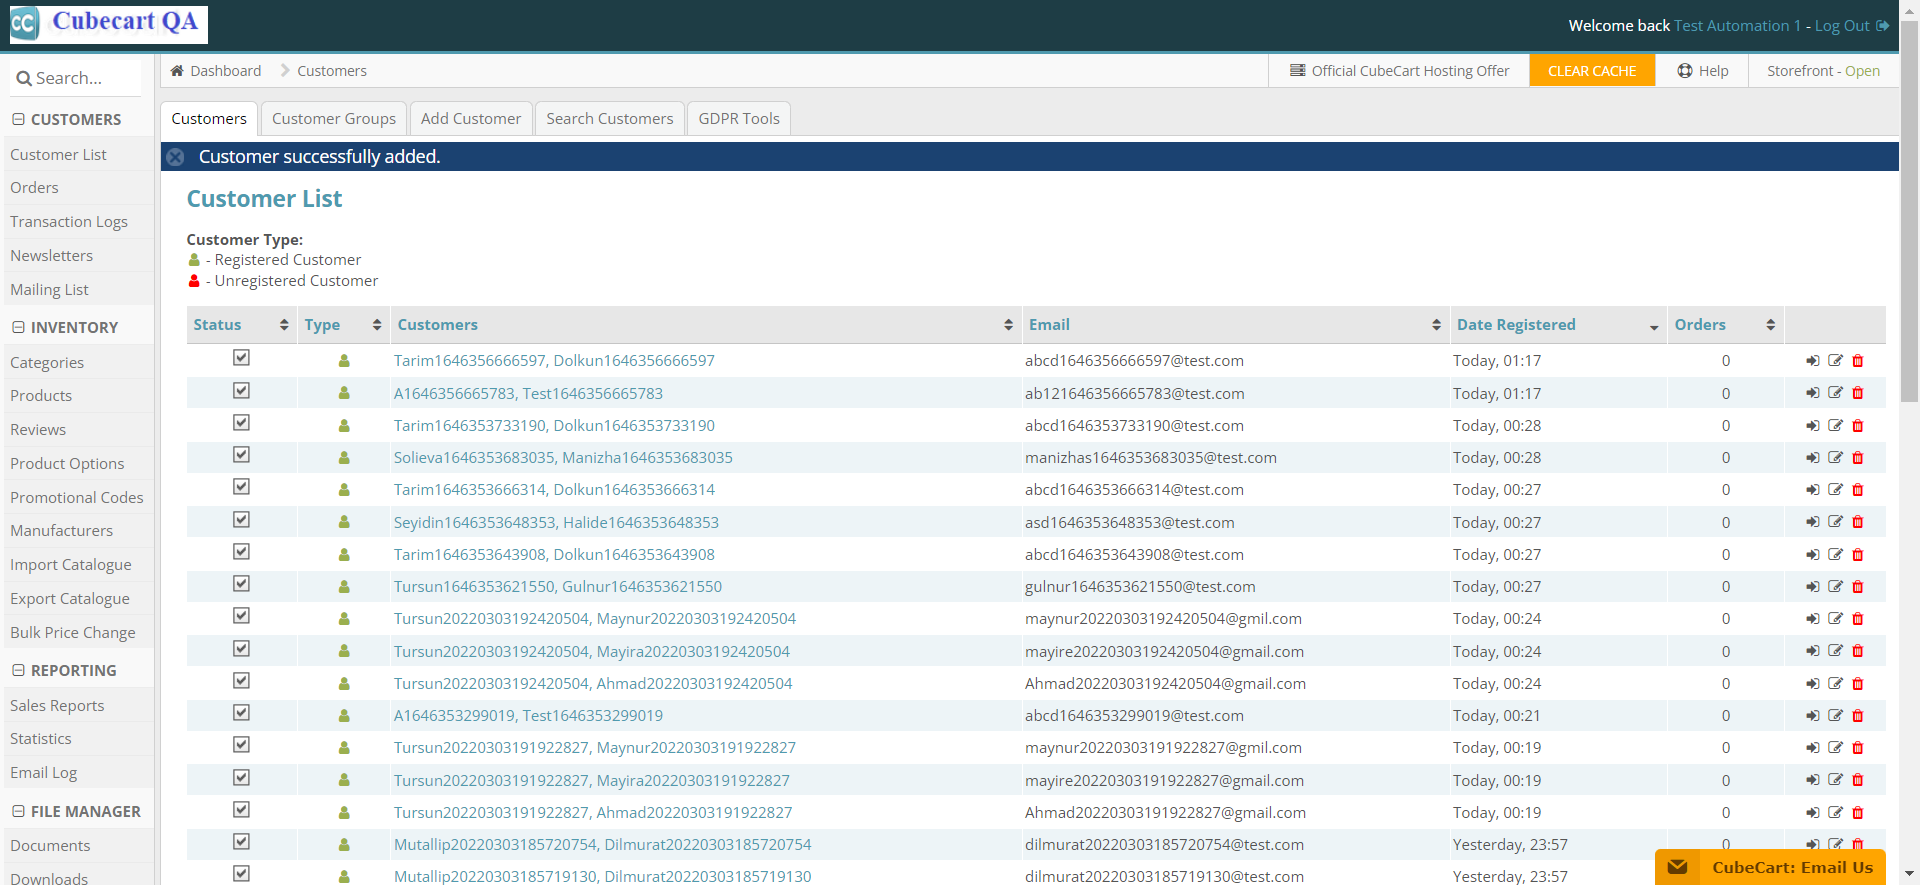 CC Cubecart QA
Welcome back Test Automation 1 - Log Out
Search...
Dashboard Customers
Official CubeCart Hosting Offer
CLEAR CACHE
Help
Storefront - Open
CUSTOMERS
Customer List
Orders
Transaction Logs
Newsletters
Mailing List
INVENTORY
Categories
Products
Reviews
Product Options
Promotional Codes
Manufacturers
Import Catalogue
Export Catalogue
Bulk Price Change
REPORTING
Sales Reports
Statistics
Email Log
FILE MANAGER
Documents
Downloads
Customers Customer Groups Add Customer Search Customers GDPR Tools
Customer successfully added.
Customer List
Customer Type:
- Registered Customer
- Unregistered Customer
Status Type Customers Email Date Registered Orders
Tarim1646356666597, Dolkun1646356666597 abcd1646356666597@test.com Today, 01:17 0
A1646356665783, Test1646356665783 ab121646356665783@test.com Today, 01:17 0
Tarim1646353733190, Dolkun1646353733190 abcd1646353733190@test.com Today, 00:28 0
Solieva1646353683035, Manizha1646353683035 manizhas1646353683035@test.com Today, 00:28 0
Tarim1646353666314, Dolkun1646353666314 abcd1646353666314@test.com Today, 00:27 0
Seyidin1646353648353, Halide1646353648353 asd1646353648353@test.com Today, 00:27 0
Tarim1646353643908, Dolkun1646353643908 abcd1646353643908@test.com Today, 00:27 0
Tursun1646353621550, Gulnur1646353621550 gulnur1646353621550@test.com Today, 00:27 0
Tursun20220303192420504, Maynur20220303192420504 maynur20220303192420504@gmil.com Today, 00:24 0
Tursun20220303192420504, Mayira20220303192420504 mayire20220303192420504@gmail.com Today, 00:24 0
Tursun20220303192420504, Ahmad20220303192420504 Ahmad20220303192420504@gmail.com Today, 00:24 0
A1646353299019, Test1646353299019 abcd1646353299019@test.com Today, 00:21 0
Tursun20220303191922827, Maynur20220303191922827 maynur20220303191922827@gmil.com Today, 00:19 0
Tursun20220303191922827, Mayira20220303191922827 mayire20220303191922827@gmail.com Today, 00:19 0
Tursun20220303191922827, Ahmad20220303191922827 Ahmad20220303191922827@gmail.com Today, 00:19 0
Mutallip20220303185720754, Dilmurat20220303185720754 dilmurat20220303185720754@test.com Yesterday, 23:57 0
Mutallip20220303185719130, Dilmurat20220303185719130 dilmurat20220303185719130@test.com Yesterday, 23:57
CubeCart: Email Us